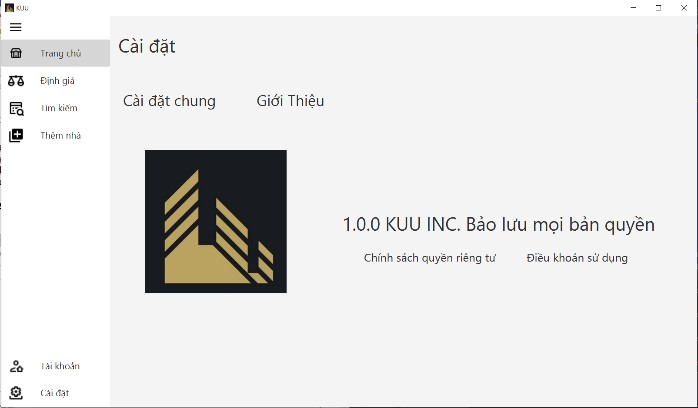 KUU
Trang chủ
Định giá
Tìm kiếm
Thêm nhà
Tài khoản
Cài đặt
Cài đặt
Cài đặt chung
Giới Thiệu
1.0.0 KUU INC. Bảo lưu mọi bản quyền
Chính sách quyền riêng tư
Điều khoản sử dụng